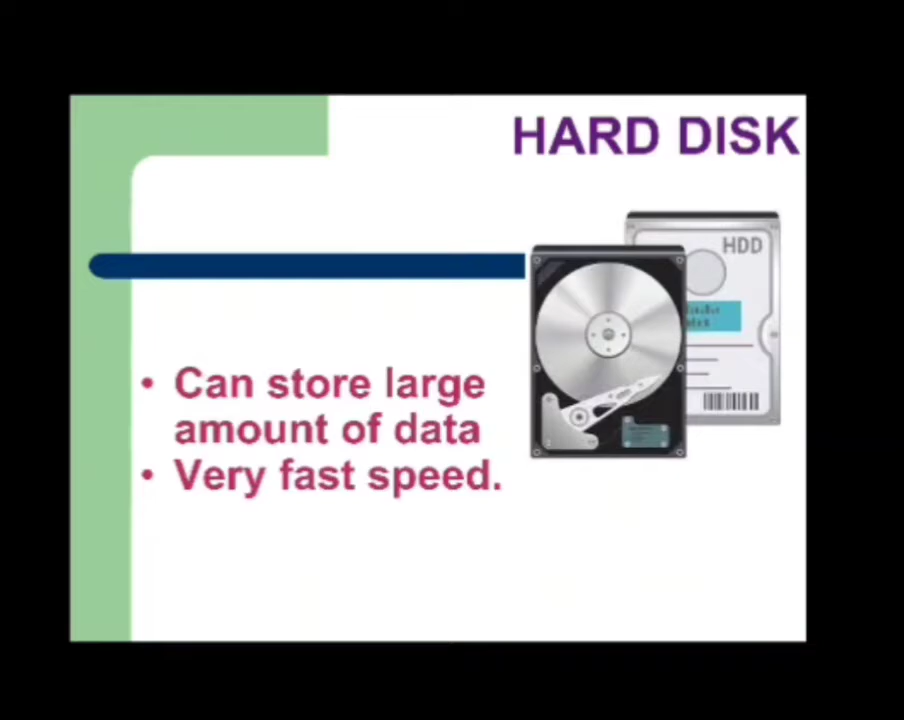 HARD DISK
HDD
• Can store large
amount of data
• Very fast speed.